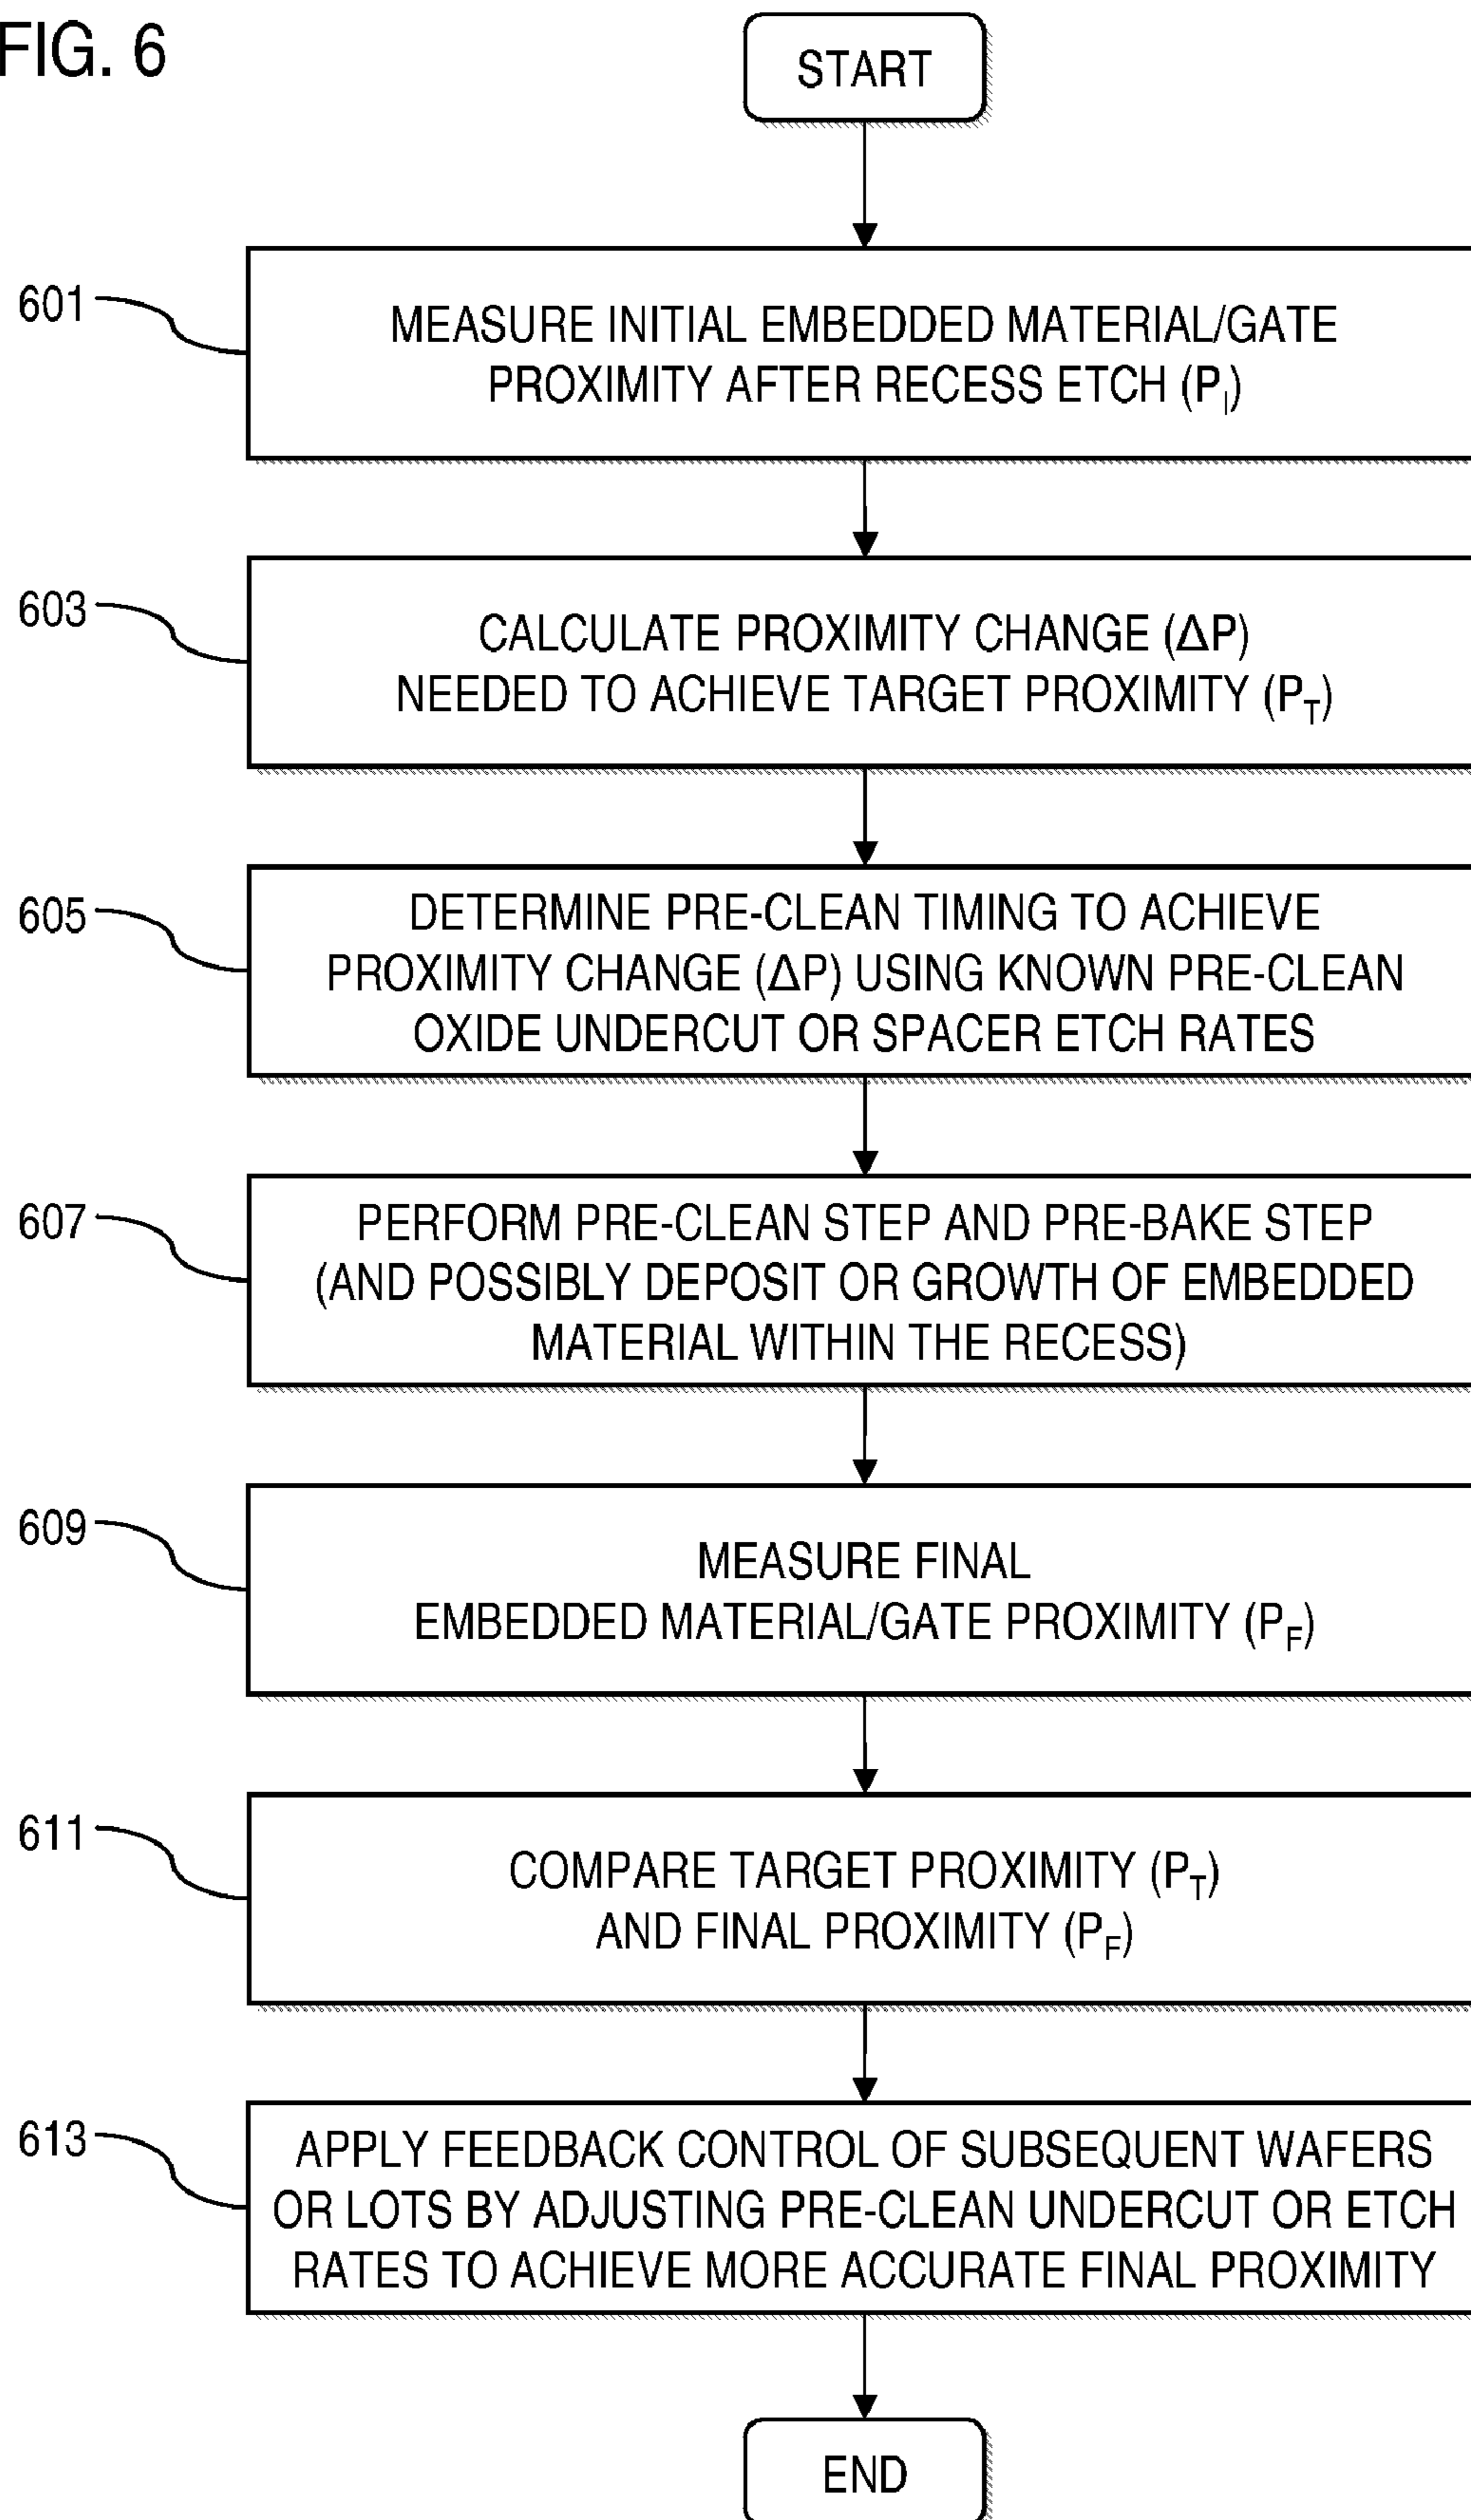 FIG. 6
START
601
MEASURE INITIAL EMBEDDED MATERIAL/GATE
PROXIMITY AFTER RECESS ETCH (PI)
603
CALCULATE PROXIMITY CHANGE (ΔP)
NEEDED TO ACHIEVE TARGET PROXIMITY (PT)
605
DETERMINE PRE-CLEAN TIMING TO ACHIEVE
PROXIMITY CHANGE (ΔP) USING KNOWN PRE-CLEAN
OXIDE UNDERCUT OR SPACER ETCH RATES
607
PERFORM PRE-CLEAN STEP AND PRE-BAKE STEP
(AND POSSIBLY DEPOSIT OR GROWTH OF EMBEDDED
MATERIAL WITHIN THE RECESS)
609
MEASURE FINAL
EMBEDDED MATERIAL/GATE PROXIMITY (PF)
611
COMPARE TARGET PROXIMITY (PT)
AND FINAL PROXIMITY (PF)
613
APPLY FEEDBACK CONTROL OF SUBSEQUENT WAFERS
OR LOTS BY ADJUSTING PRE-CLEAN UNDERCUT OR ETCH
RATES TO ACHIEVE MORE ACCURATE FINAL PROXIMITY
END